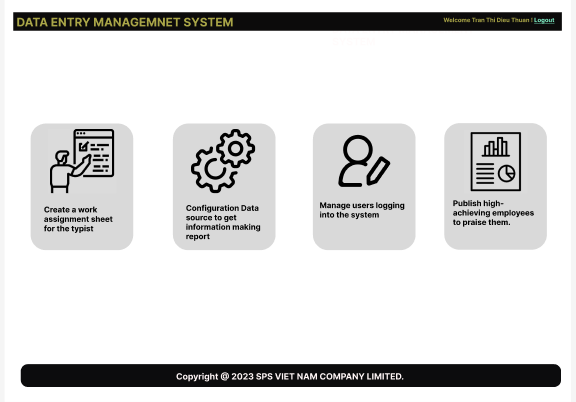 DATA ENTRY MANAGEMNET SYSTEM
Welcome Tran Thi Dieu Thuan ! Logout
Create a work
assignment sheet
for the typist
Configuration Data
source to get
information making
report
Manage users logging
into the system
Publish high-
achieving employees
to praise them.
Copyright @ 2023 SPS VIET NAM COMPANY LIMITED.